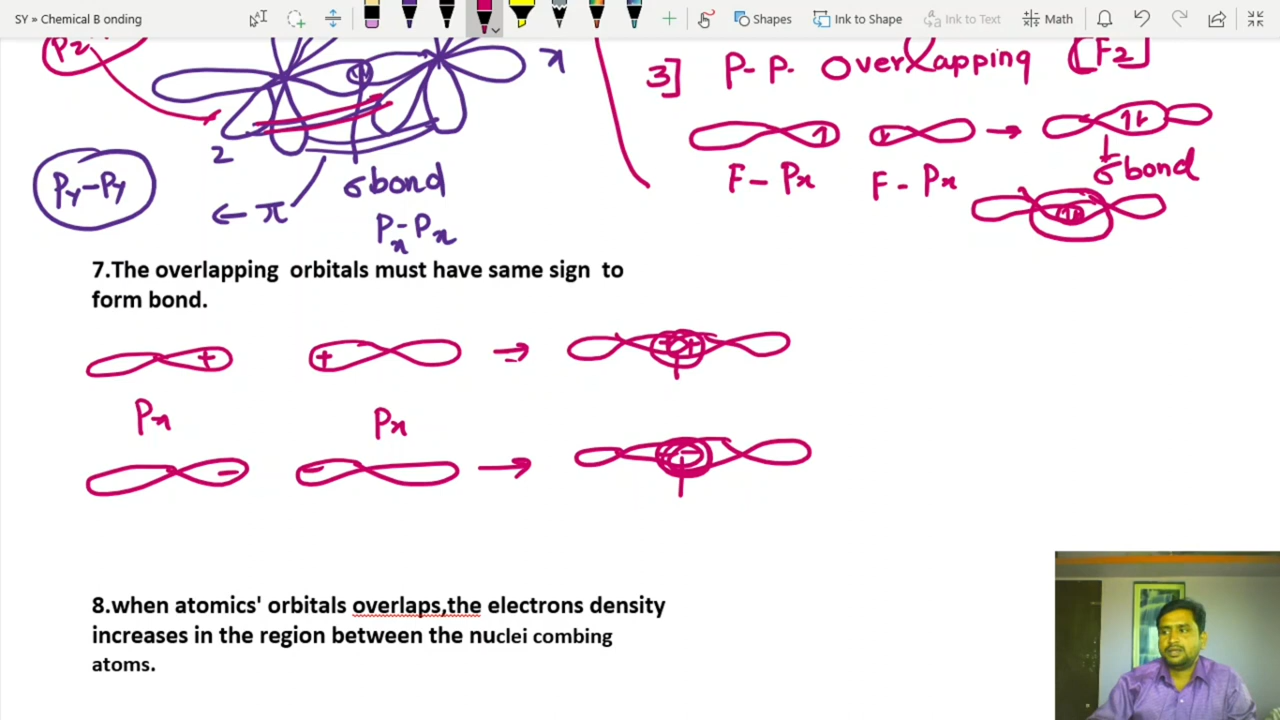 SY » Chemical Bonding
Shapes
Ink to Shape
Ink to Text
Math
Pz
x
z
Py-Py
← π
σ bond
Px-Px
3] P-P. Overlapping [F2]
F - Px
F - Px
σ bond
7.The overlapping orbitals must have same sign to
form bond.
+ + → + +
Px
Px
- - → -
8.when atomics' orbitals overlaps,the electrons density
increases in the region between the nuclei combing
atoms.